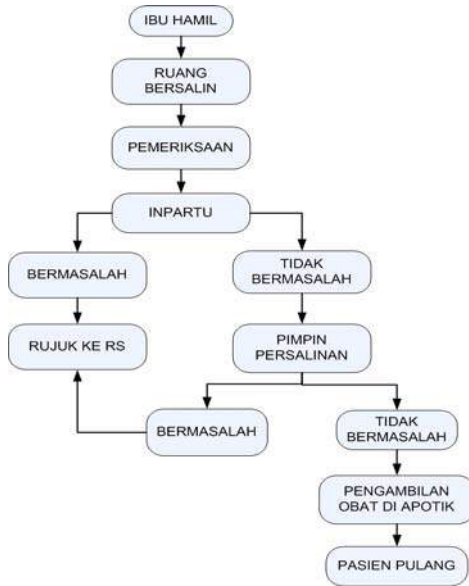 IBU HAMIL
RUANG
BERSALIN
PEMERIKSAAN
INPARTU
BERMASALAH
TIDAK
BERMASALAH
RUJUK KE RS
PIMPIN
PERSALINAN
BERMASALAH
TIDAK
BERMASALAH
PENGAMBILAN
OBAT DI APOTIK
PASIEN PULANG